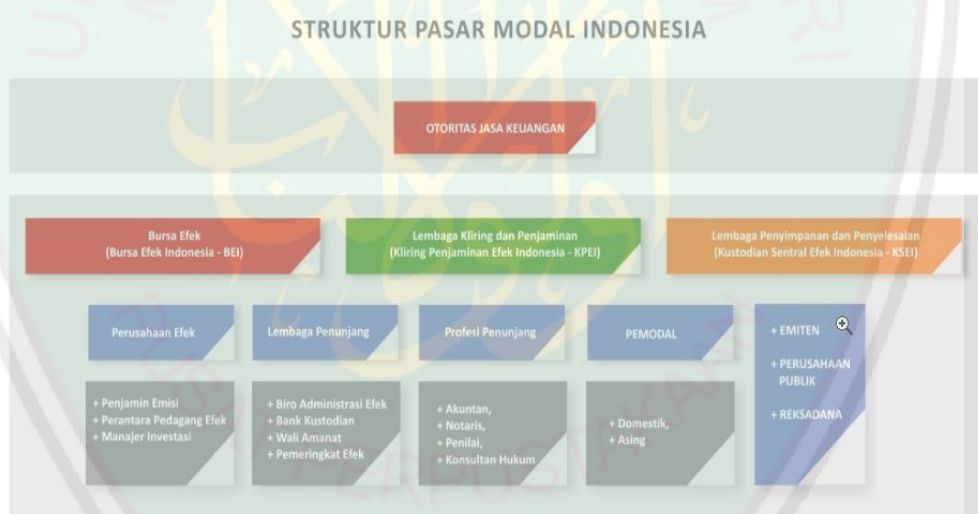 STRUKTUR PASAR MODAL INDONESIA
OTORITAS JASA KEUANGAN
Bursa Efek
(Bursa Efek Indonesia - BEI)
Lembaga Kliring dan Penjaminan
(Kliring Penjaminan Efek Indonesia - KPEI)
Lembaga Penyimpanan dan Penyelesaian
(Kustodian Sentral Efek Indonesia - KSEI)
Perusahaan Efek
+ Penjamin Emisi
+ Perantara Pedagang Efek
+ Manajer Investasi
Lembaga Penunjang
+ Biro Administrasi Efek
+ Bank Kustodian
+ Wali Amanat
+ Pemeringkat Efek
Profesi Penunjang
+ Akuntan,
+ Notaris,
+ Penilai,
+ Konsultan Hukum
PEMODAL
+ Domestik,
+ Asing
+ EMITEN
+ PERUSAHAAN
PUBLIK
+ REKSADANA
PUSAT PERPUSTAKAAN